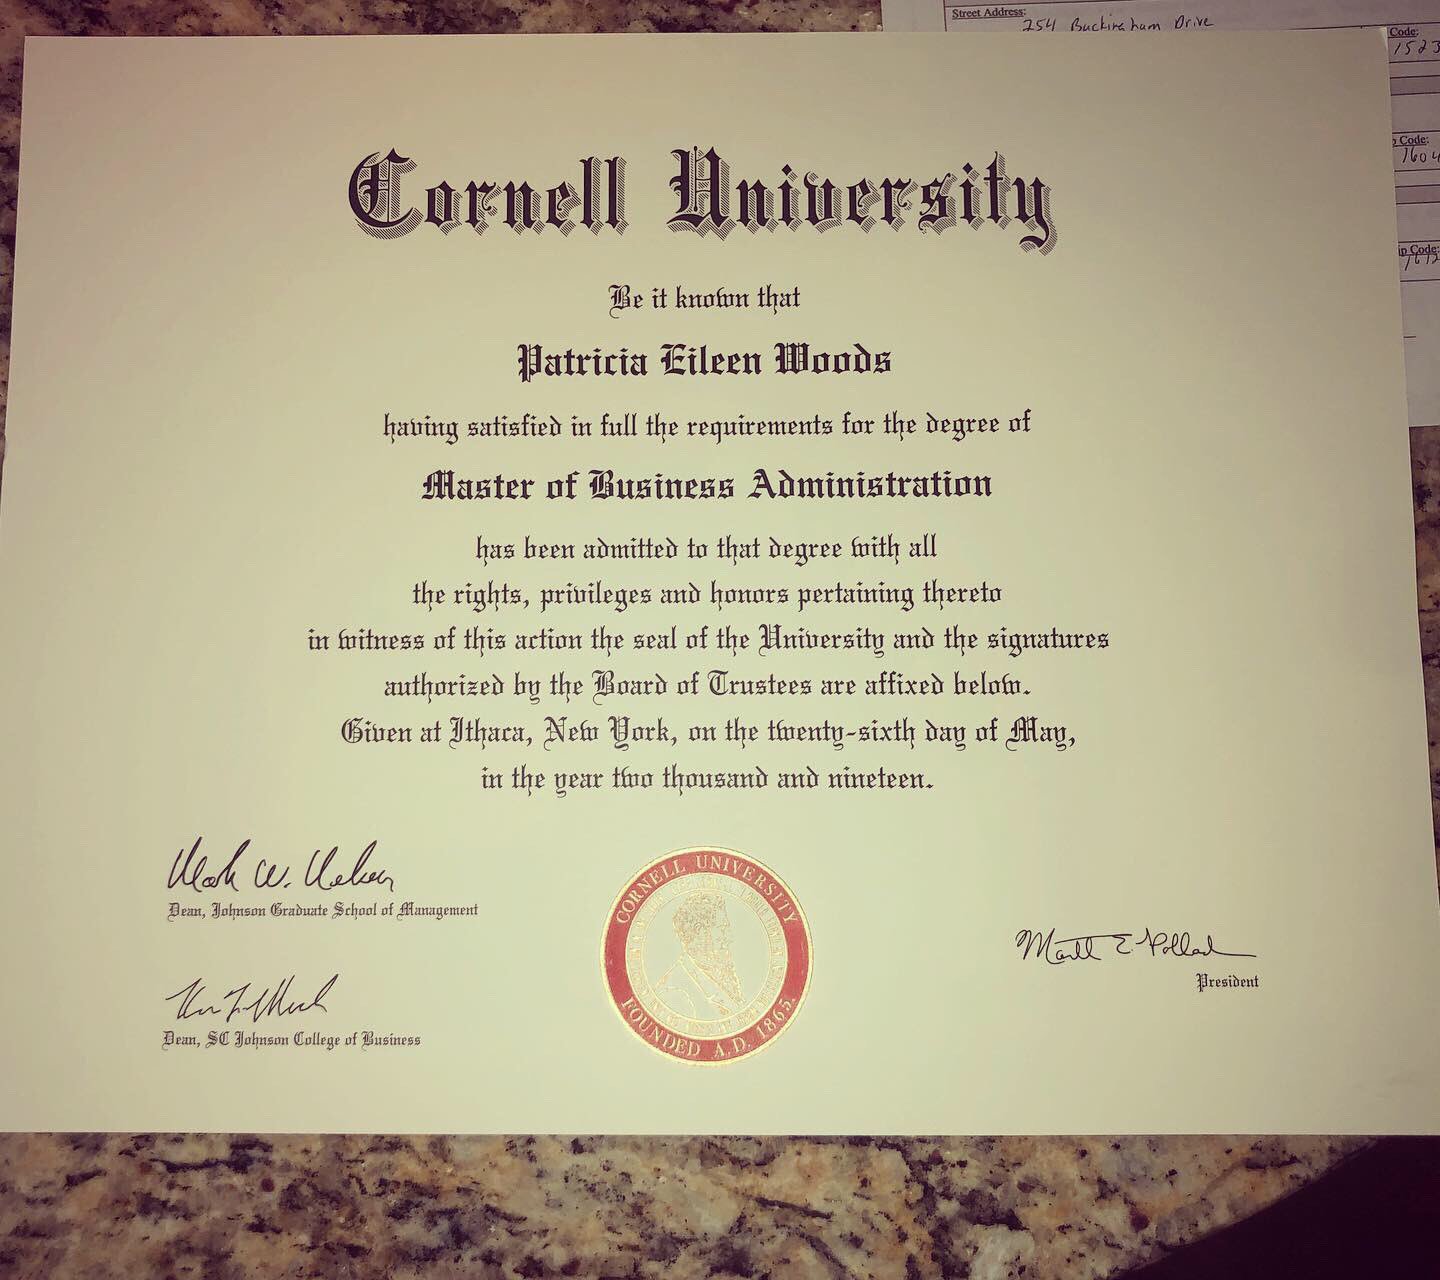 Street Address:
254 Buckingham Drive
Code:
Code:
Code:
Cornell University
Be it known that
Patricia Eileen Woods
having satisfied in full the requirements for the degree of
Master of Business Administration
has been admitted to that degree with all
the rights, privileges and honors pertaining thereto
in witness of this action the seal of the University and the signatures
authorized by the Board of Trustees are affixed below.
Given at Ithaca, New York, on the twenty-sixth day of May,
in the year two thousand and nineteen.
Dean, Johnson Graduate School of Management
Dean, SC Johnson College of Business
CORNELL UNIVERSITY
FOUNDED A.D. 1865
President